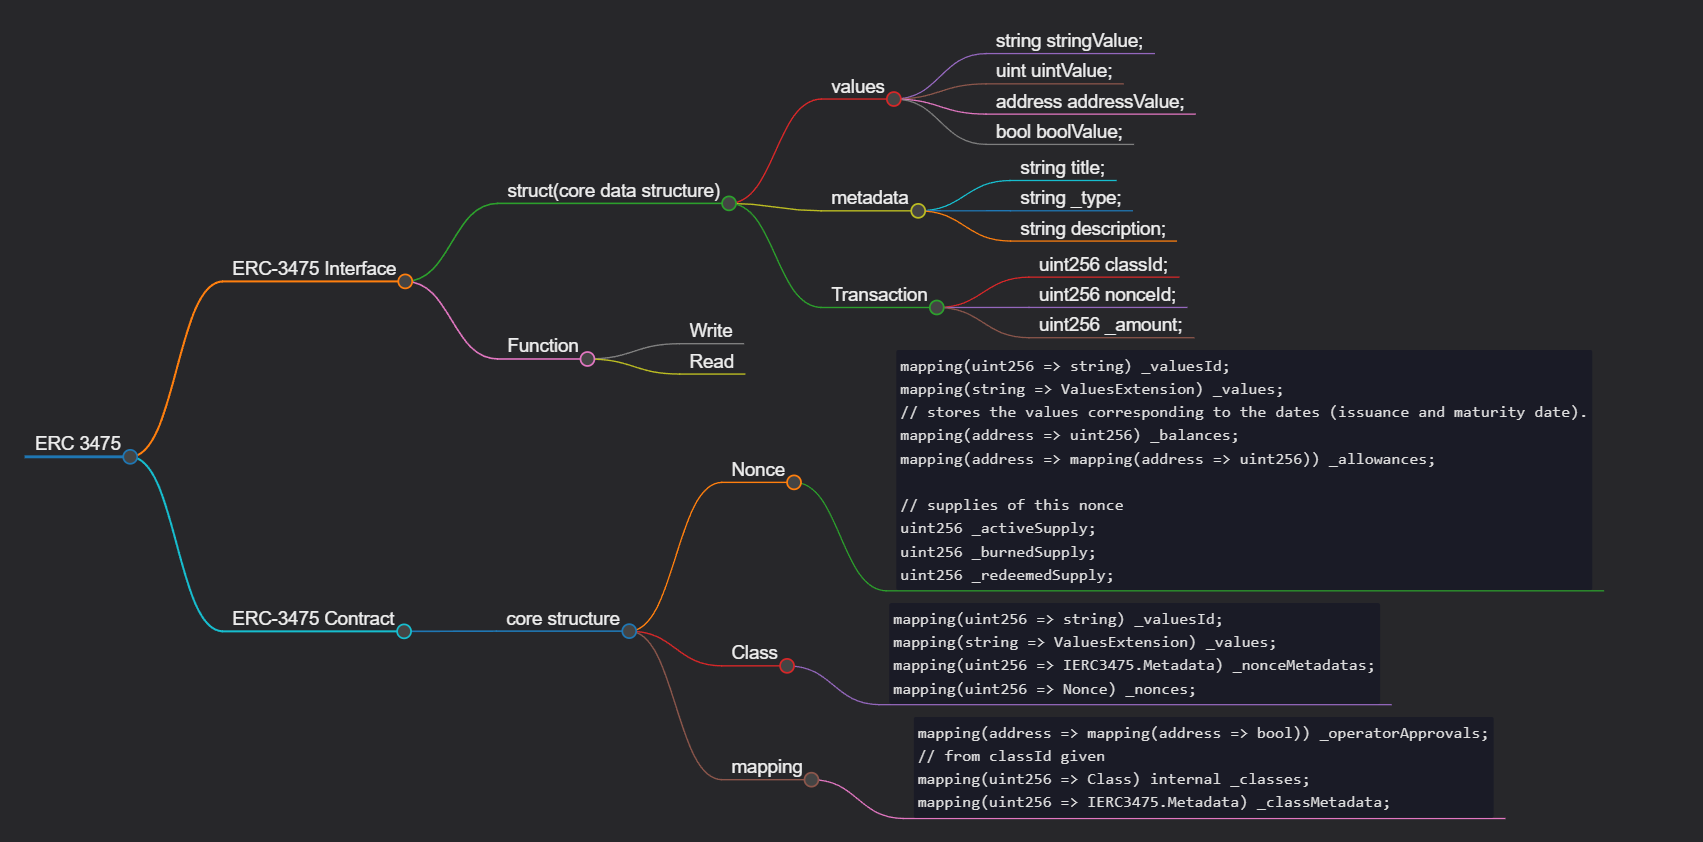 ERC 3475
ERC-3475 Interface
struct(core data structure)
values
string stringValue;
uint uintValue;
address addressValue;
bool boolValue;
metadata
string title;
string _type;
string description;
Transaction
uint256 classId;
uint256 nonceId;
uint256 _amount;
Function
Write
Read
ERC-3475 Contract
core structure
Nonce
mapping(uint256 => string) _valuesId;
mapping(string => ValuesExtension) _values;
// stores the values corresponding to the dates (issuance and maturity date).
mapping(address => uint256) _balances;
mapping(address => mapping(address => uint256)) _allowances;
// supplies of this nonce
uint256 _activeSupply;
uint256 _burnedSupply;
uint256 _redeemedSupply;
Class
mapping(uint256 => string) _valuesId;
mapping(string => ValuesExtension) _values;
mapping(uint256 => IERC3475.Metadata) _nonceMetadatas;
mapping(uint256 => Nonce) _nonces;
mapping
mapping(address => mapping(address => bool)) _operatorApprovals;
// from classId given
mapping(uint256 => Class) internal _classes;
mapping(uint256 => IERC3475.Metadata) _classMetadata;